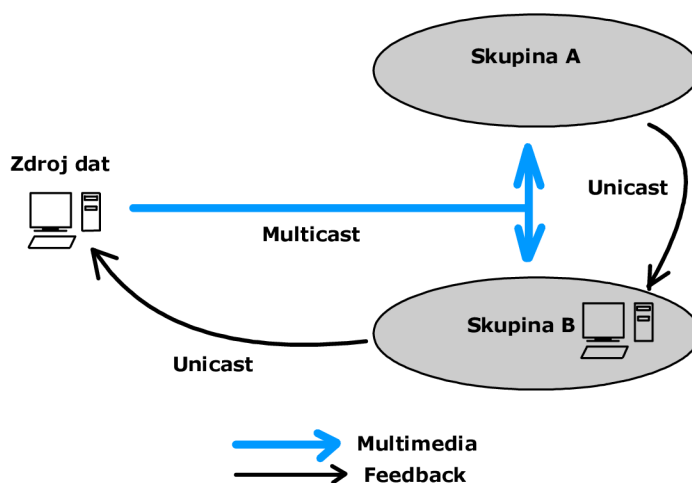 Skupina A
Zdroj dat
Unicast
Multicast
Skupina B
Unicast
Multimedia
Feedback